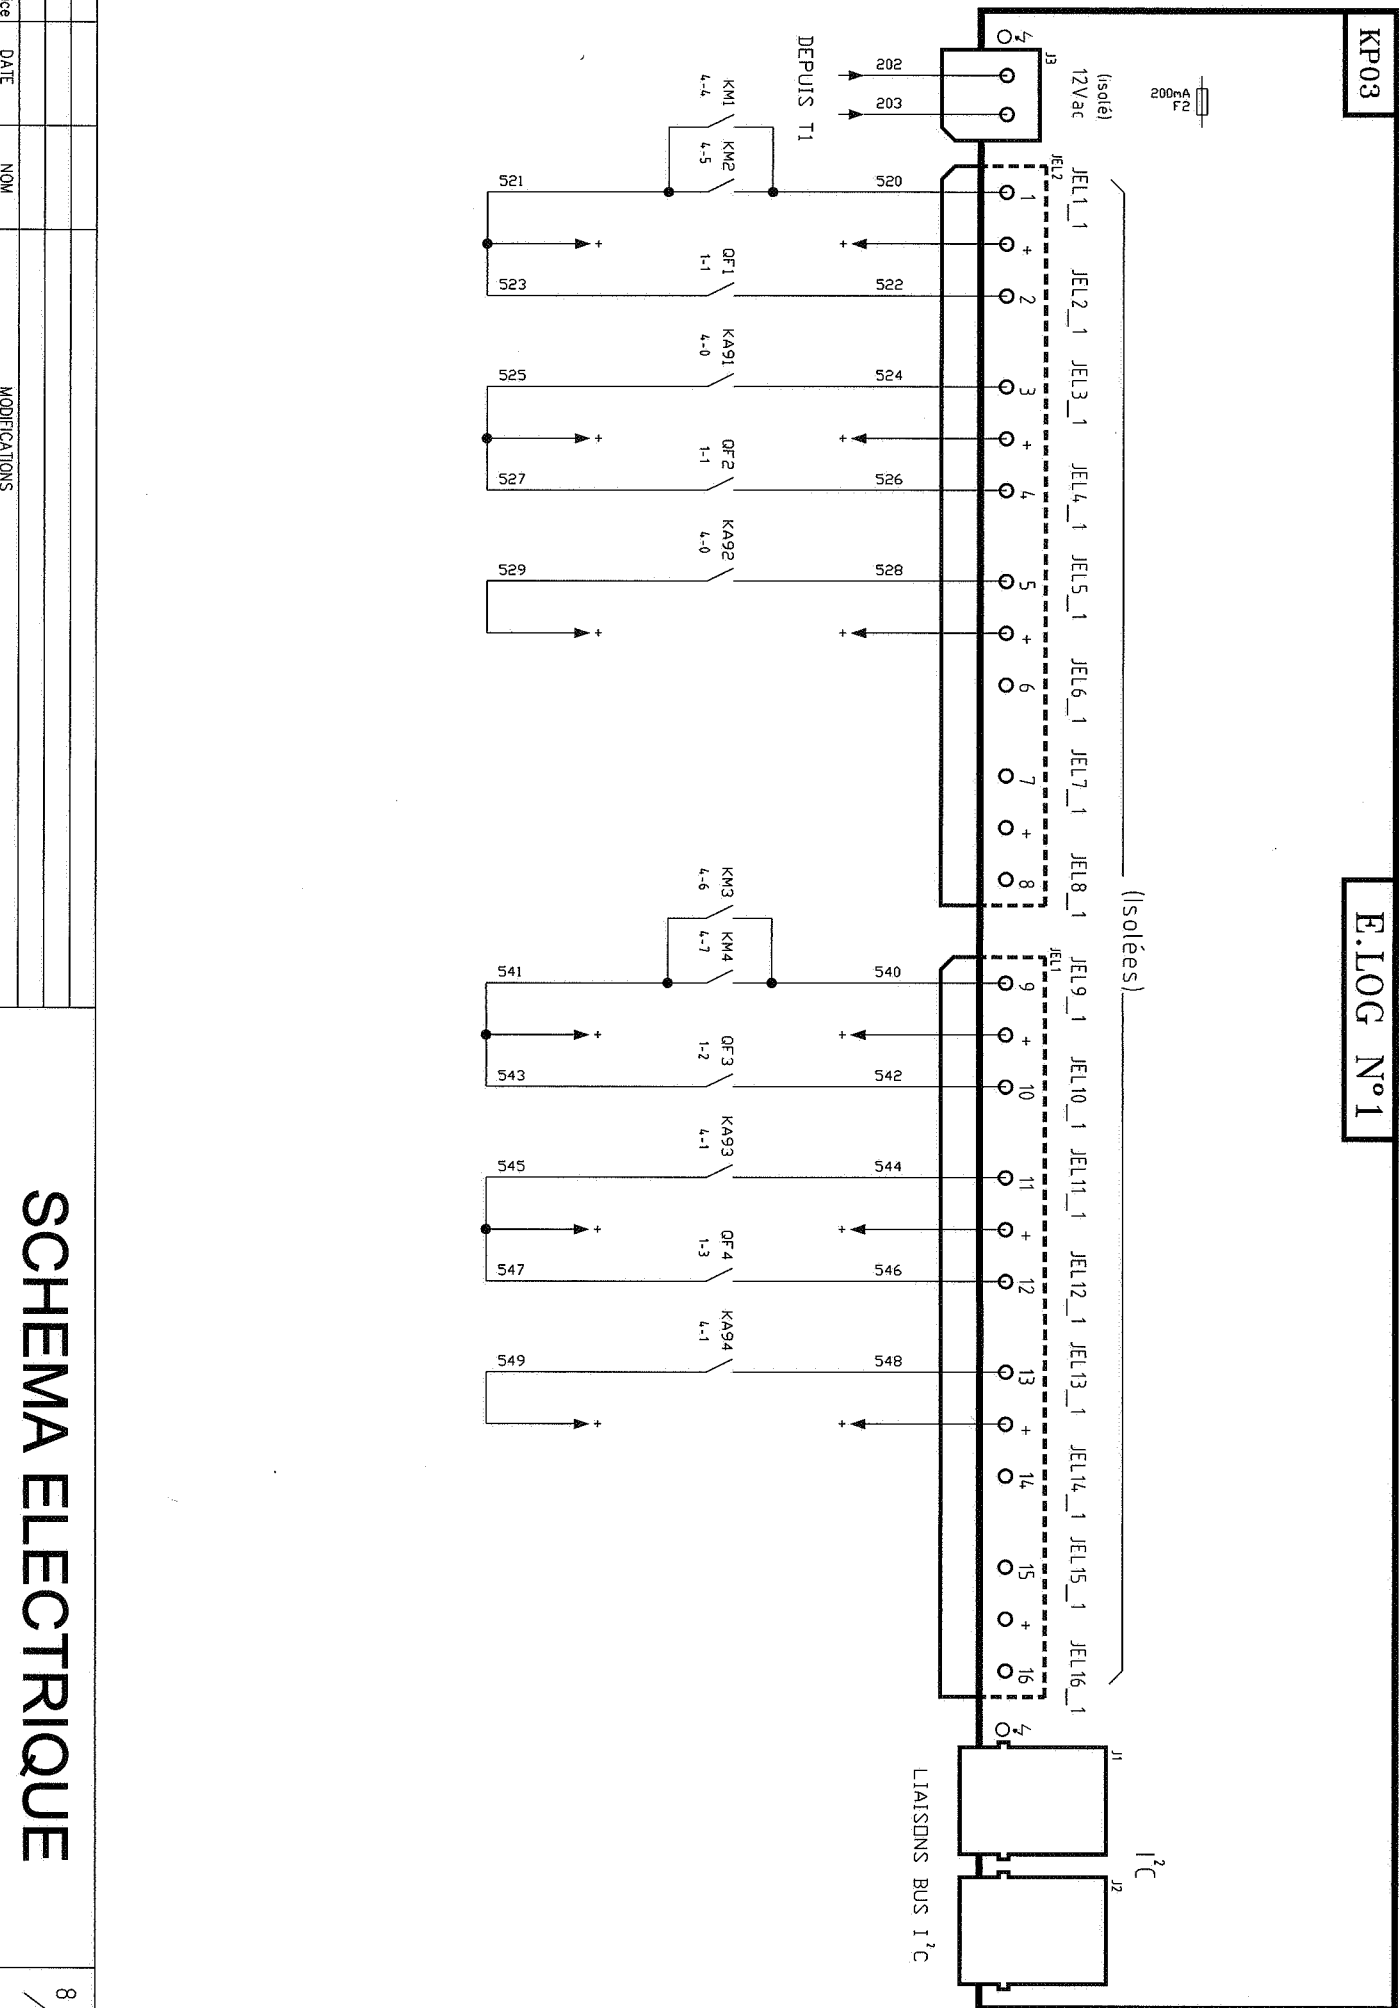 KP03
E.LOG N°1
200mA
F2
(isolé)
12Vac
J3
(Isolées)
JEL1_1 JEL2_1 JEL3_1 JEL4_1 JEL5_1 JEL6_1 JEL7_1 JEL8_1 JEL9_1 JEL10_1 JEL11_1 JEL12_1 JEL13_1 JEL14_1 JEL15_1 JEL16_1
JEL2 JEL1
I²C
J1 J2
1 + 2 3 + 4 5 + 6 7 + 8 9 + 10 11 + 12 13 + 14 15 + 16
LIAISONS BUS I²C
202 203 520 522 524 526 528 540 542 544 546 548
+ + + + + +
DEPUIS T1
KM1 KM2 QF1 KA91 QF2 KA92 KM3 KM4 QF3 KA93 QF4 KA94
4-4 4-5 1-1 4-0 1-1 4-0 4-6 4-7 1-2 4-1 1-3 4-1
+ + + + + +
521 523 525 527 529 541 543 545 547 549
SCHEMA ELECTRIQUE
8
DATE NOM MODIFICATIONS